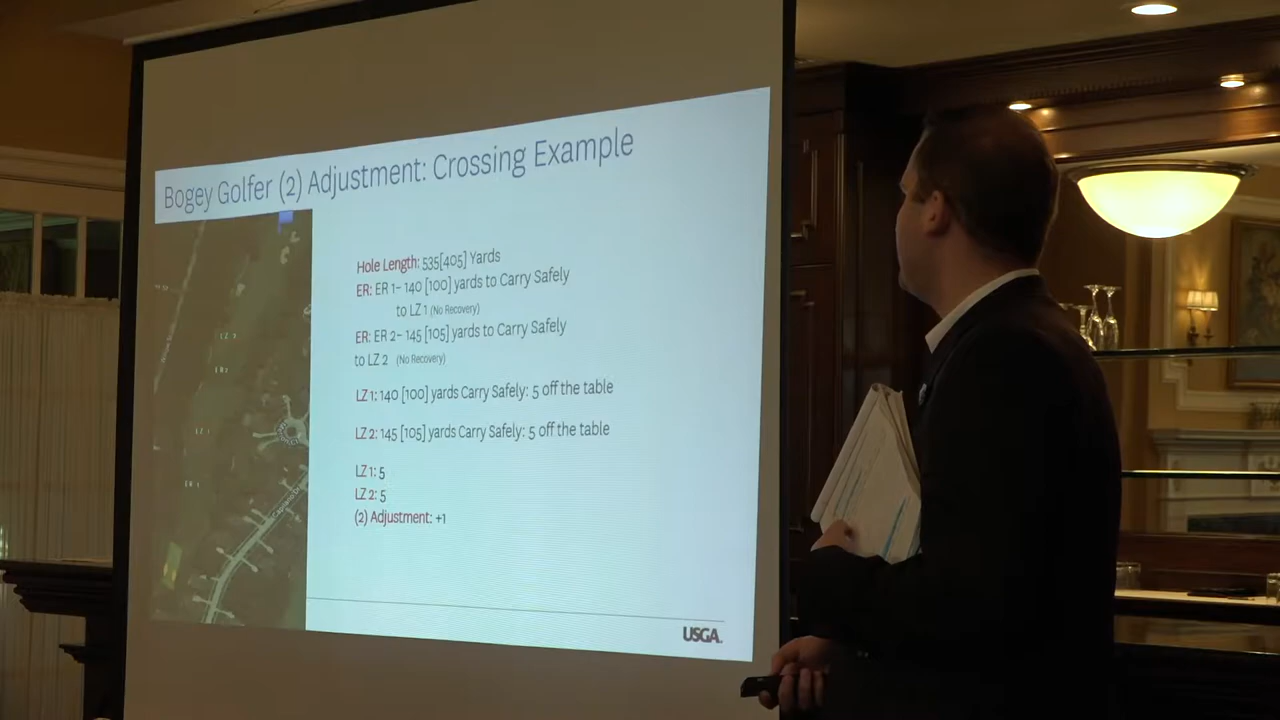 Bogey Golfer (2) Adjustment: Crossing Example
Hole Length: 535[405] Yards
ER: ER 1- 140 [100] yards to Carry Safely
to LZ 1 (No Recovery)
ER: ER 2- 145 [105] yards to Carry Safely
to LZ 2 (No Recovery)
LZ 1: 140 [100] yards Carry Safely: 5 off the table
LZ 2: 145 [105] yards Carry Safely: 5 off the table
LZ 1: 5
LZ 2: 5
(2) Adjustment: +1
USGA.